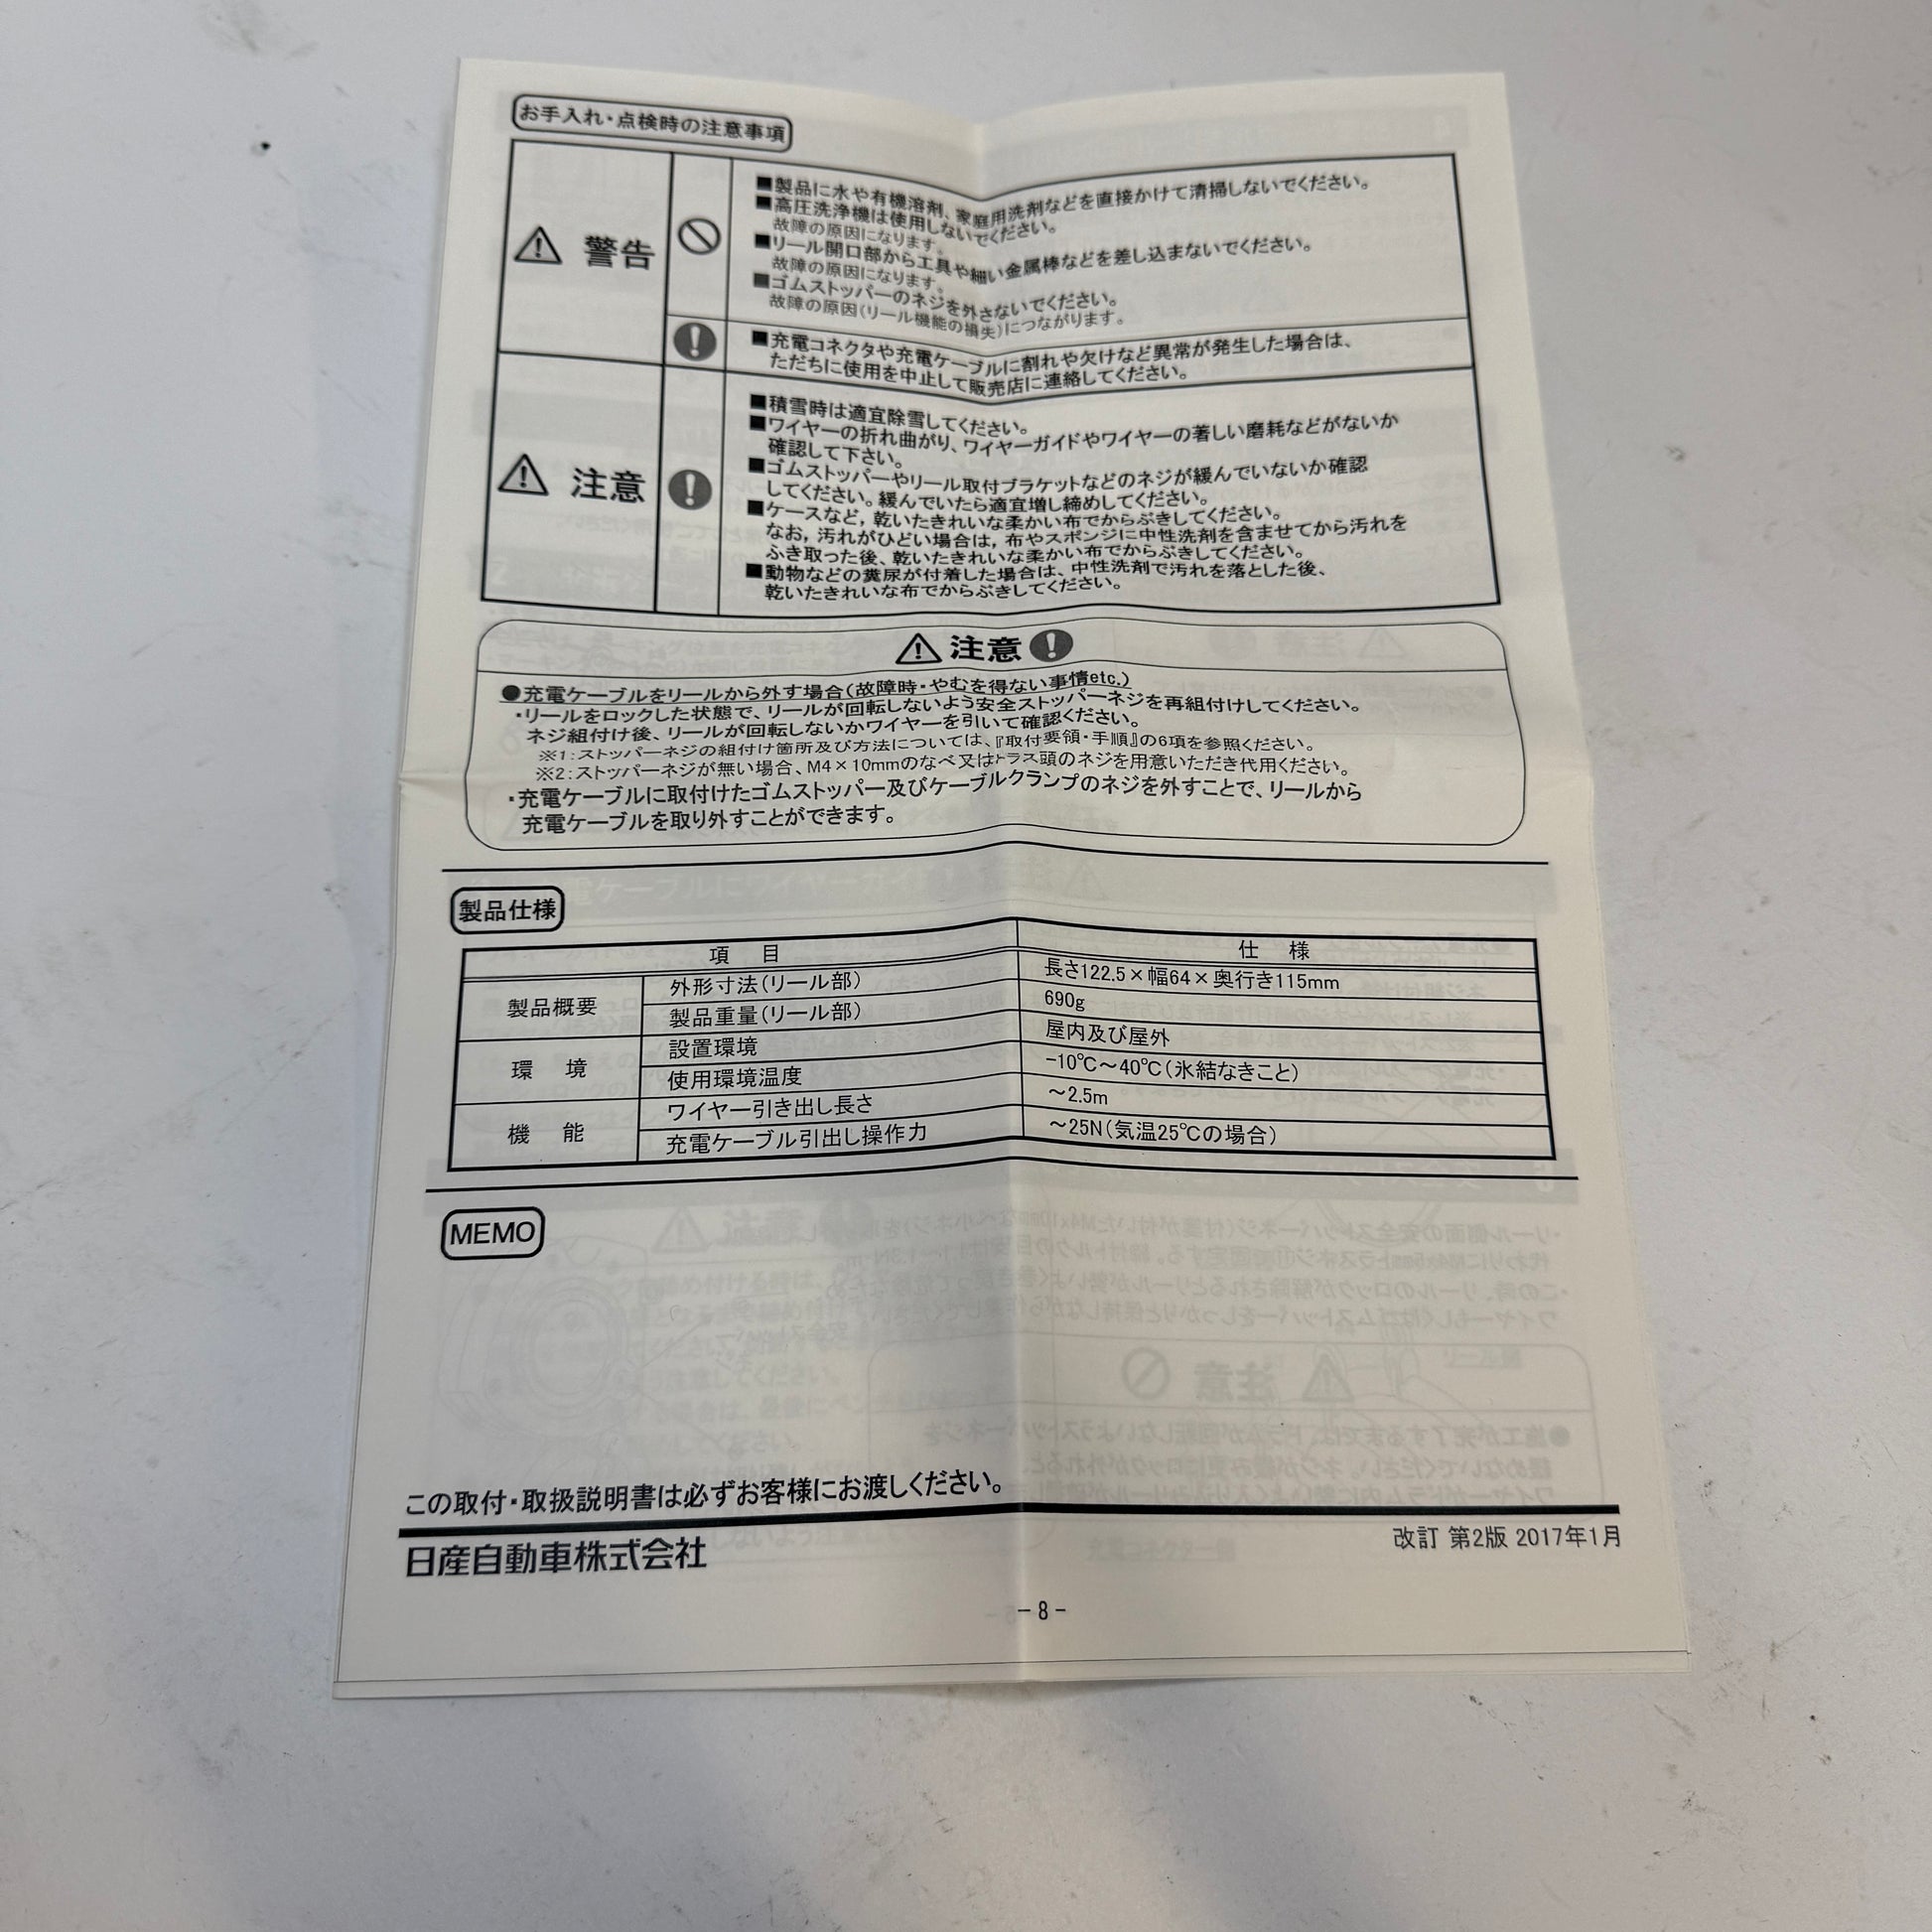 お手入れ・点検時の注意事項
警告
■製品に水や有機溶剤、家庭用洗剤などを直接かけて清掃しないでください。
■高圧洗浄機は使用しないでください。
故障の原因になります。
■リール開口部から工具や細い金属棒などを差し込まないでください。
故障の原因になります。
■ゴムストッパーのネジを外さないでください。
故障の原因(リール機能の損失)につながります。
■充電コネクタや充電ケーブルに割れや欠けなど異常が発生した場合は、
ただちに使用を中止して販売店に連絡してください。
注意
■積雪時は適宜除雪してください。
■ワイヤーの折れ曲がり、ワイヤーガイドやワイヤーの著しい磨耗などがないか
確認して下さい。
■ゴムストッパーやリール取付ブラケットなどのネジが緩んでいないか確認
してください。緩んでいたら適宜増し締めしてください。
■ケースなど, 乾いたきれいな柔かい布でからぶきしてください。
なお, 汚れがひどい場合は, 布やスポンジに中性洗剤を含ませてから汚れを
ふき取った後、乾いたきれいな柔かい布でからぶきしてください。
■動物などの糞尿が付着した場合は、中性洗剤で汚れを落とした後、
乾いたきれいな布でからぶきしてください。
注意
●充電ケーブルをリールから外す場合(故障時・やむを得ない事情etc.)
・リールをロックした状態で、リールが回転しないよう安全ストッパーネジを再組付けしてください。
ネジ組付け後、リールが回転しないかワイヤーを引いて確認ください。
※1:ストッパーネジの組付け箇所及び方法については、『取付要領・手順』の6項を参照ください。
※2:ストッパーネジが無い場合、M4×10mmのなべ又はトラス頭のネジを用意いただき代用ください。
・充電ケーブルに取付けたゴムストッパー及びケーブルクランプのネジを外すことで、リールから
充電ケーブルを取り外すことができます。
製品仕様
項 目 仕 様
製品概要 外形寸法(リール部) 長さ122.5×幅64×奥行き115mm
製品重量(リール部) 690g
環 境 設置環境 屋内及び屋外
使用環境温度 -10℃～40℃(氷結なきこと)
機 能 ワイヤー引き出し長さ ～2.5m
充電ケーブル引出し操作力 ～25N(気温25℃の場合)
MEMO
この取付・取扱説明書は必ずお客様にお渡しください。
日産自動車株式会社
改訂 第2版 2017年1月
- 8 -